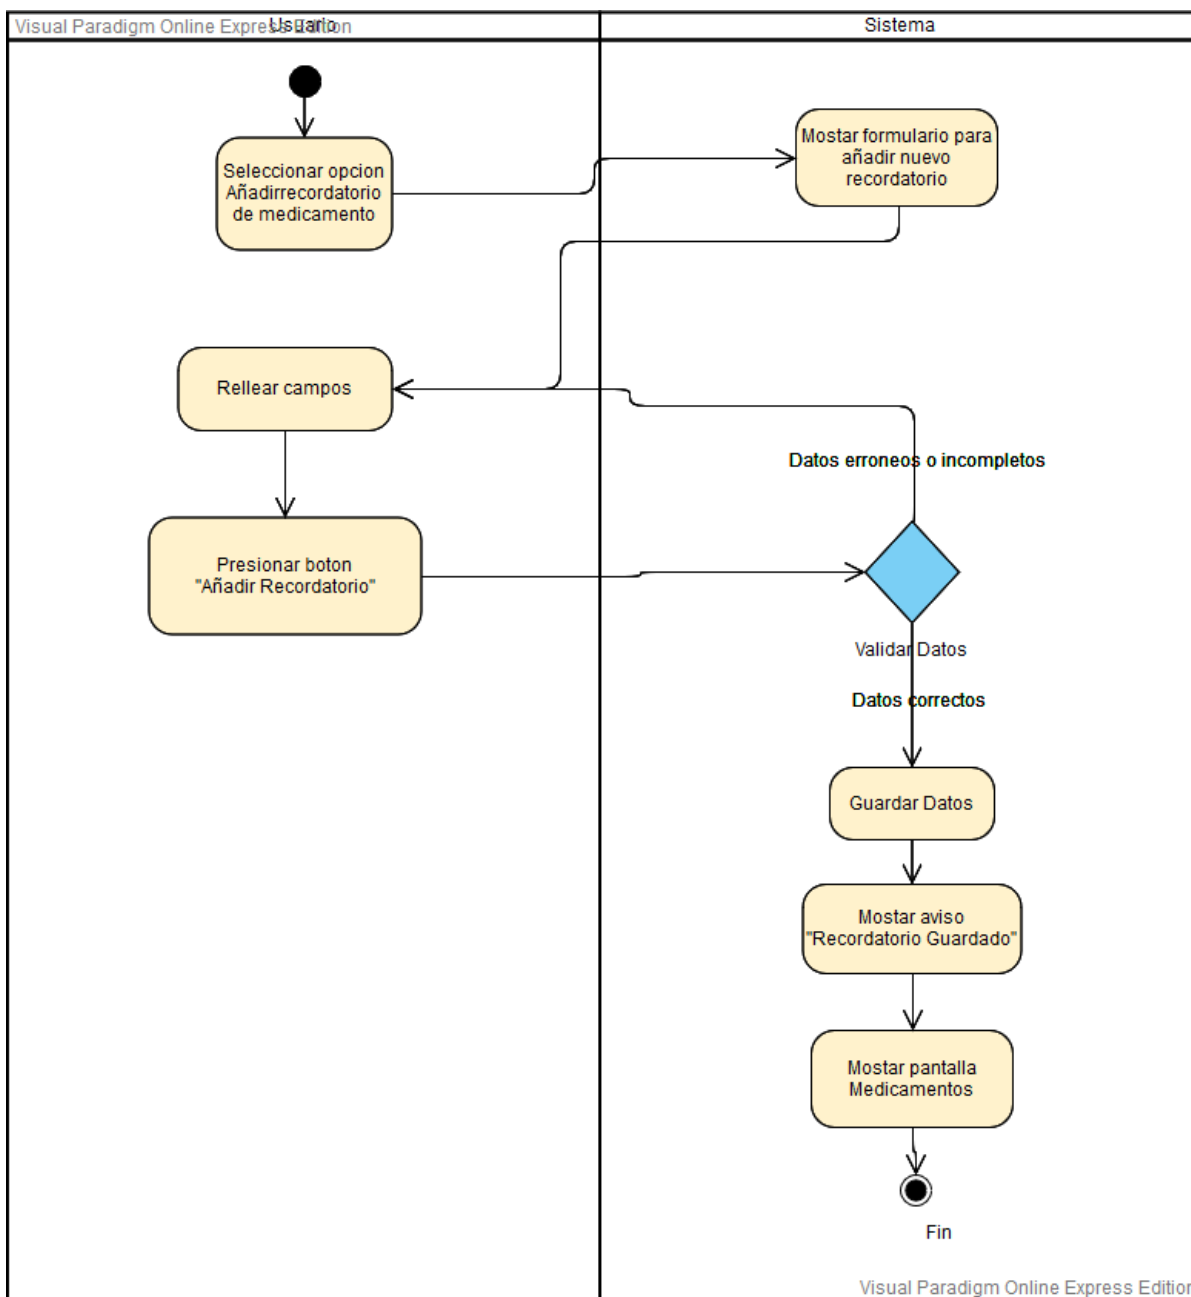 Visual Paradigm Online Express Edition
Usuario
Sistema
Seleccionar opcion
Añadirrecordatorio
de medicamento
Mostar formulario para
añadir nuevo
recordatorio
Rellear campos
Datos erroneos o incompletos
Presionar boton
"Añadir Recordatorio"
Validar Datos
Datos correctos
Guardar Datos
Mostar aviso
"Recordatorio Guardado"
Mostar pantalla
Medicamentos
Fin
Visual Paradigm Online Express Edition